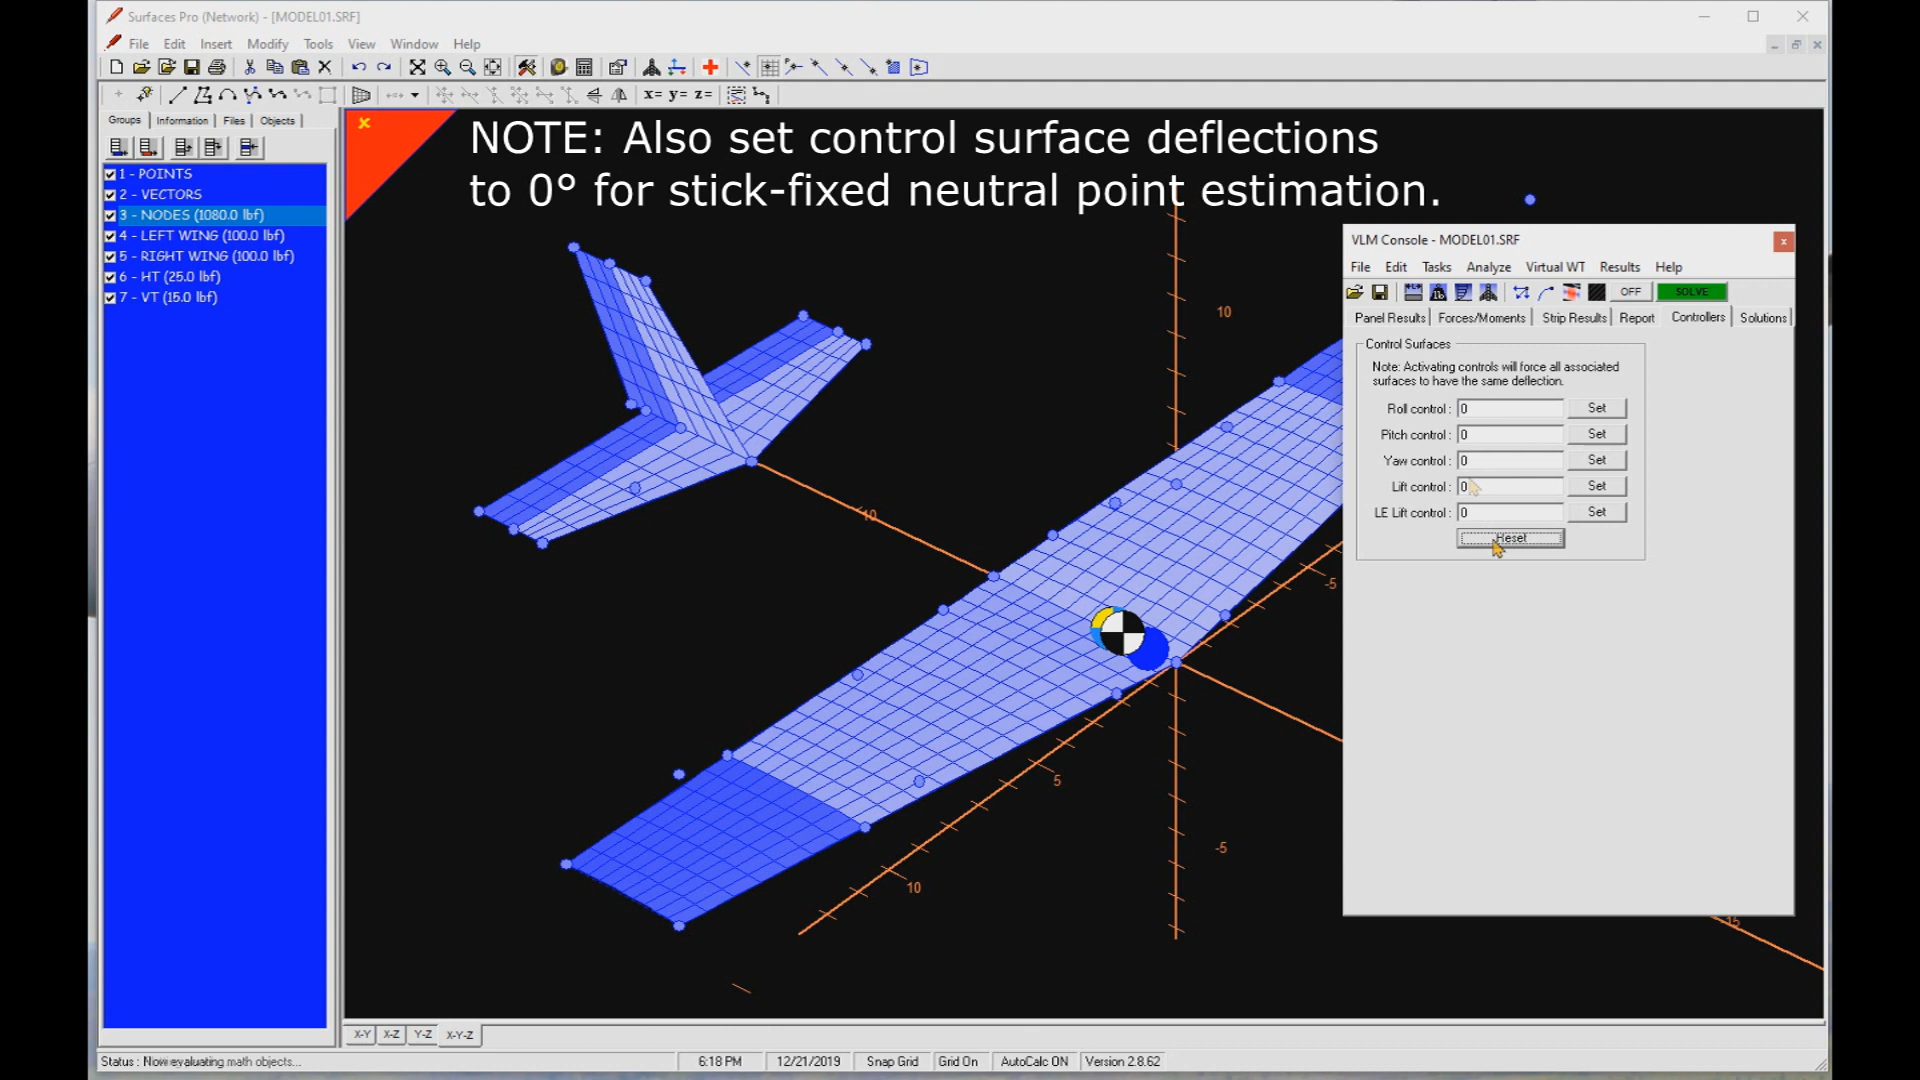 Surfaces Pro (Network) - [MODEL01.SRF]
File Edit Insert Modify Tools View Window Help
x= y= z=
Groups Information Files Objects
1 - POINTS
2 - VECTORS
3 - NODES (1080.0 lbf)
4 - LEFT WING (100.0 lbf)
5 - RIGHT WING (100.0 lbf)
6 - HT (25.0 lbf)
7 - VT (15.0 lbf)
NOTE: Also set control surface deflections
to 0° for stick-fixed neutral point estimation.
10
10
-5
5
-5
10
15
VLM Console - MODEL01.SRF
File Edit Tasks Analyze Virtual WT Results Help
OFF SOLVE
Panel Results Forces/Moments Strip Results Report Controllers Solutions
Control Surfaces
Note: Activating controls will force all associated
surfaces to have the same deflection.
Roll control : 0 Set
Pitch control : 0 Set
Yaw control : 0 Set
Lift control : 0 Set
LE Lift control : 0 Set
Reset
X-Y X-Z Y-Z X-Y-Z
Status : Now evaluating math objects... 6:18 PM 12/21/2019 Snap Grid Grid On AutoCalc ON Version 2.8.62